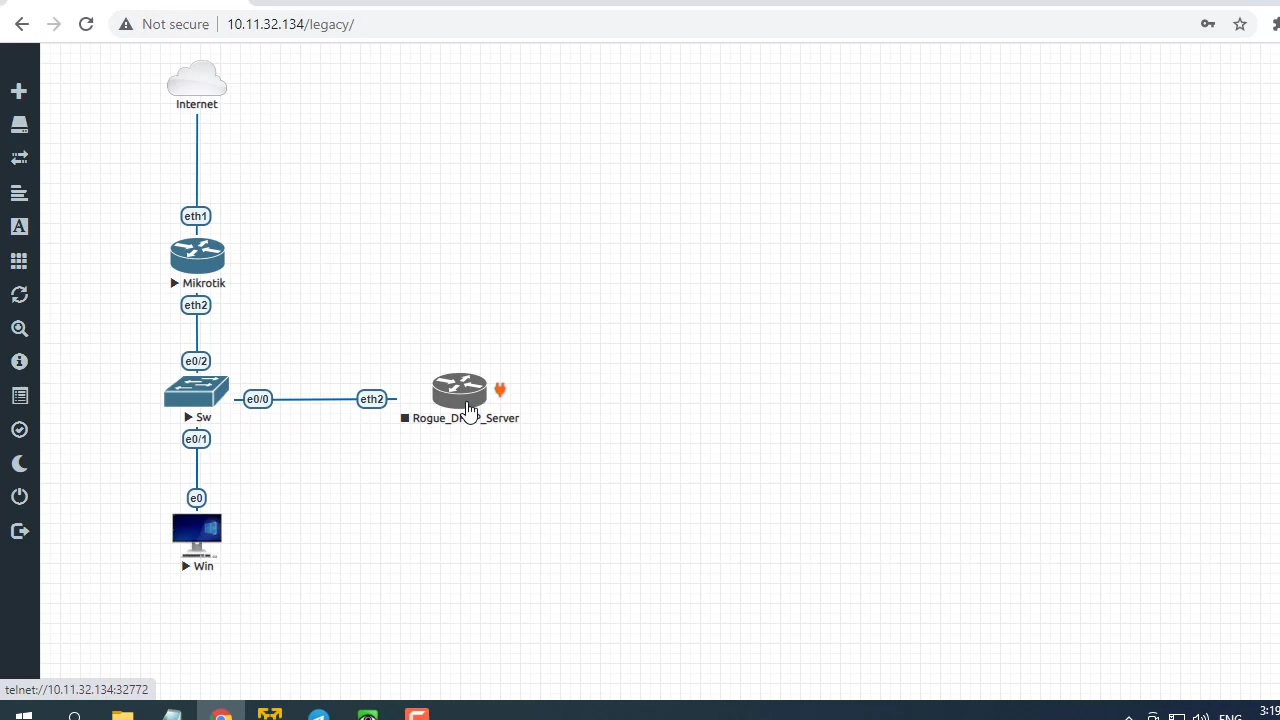 Not secure
10.11.32.134/legacy/
Internet
eth1
Mikrotik
eth2
e0/2
e0/0
eth2
Sw
e0/1
e0
Win
telnet://10.11.32.134:32772
ENG